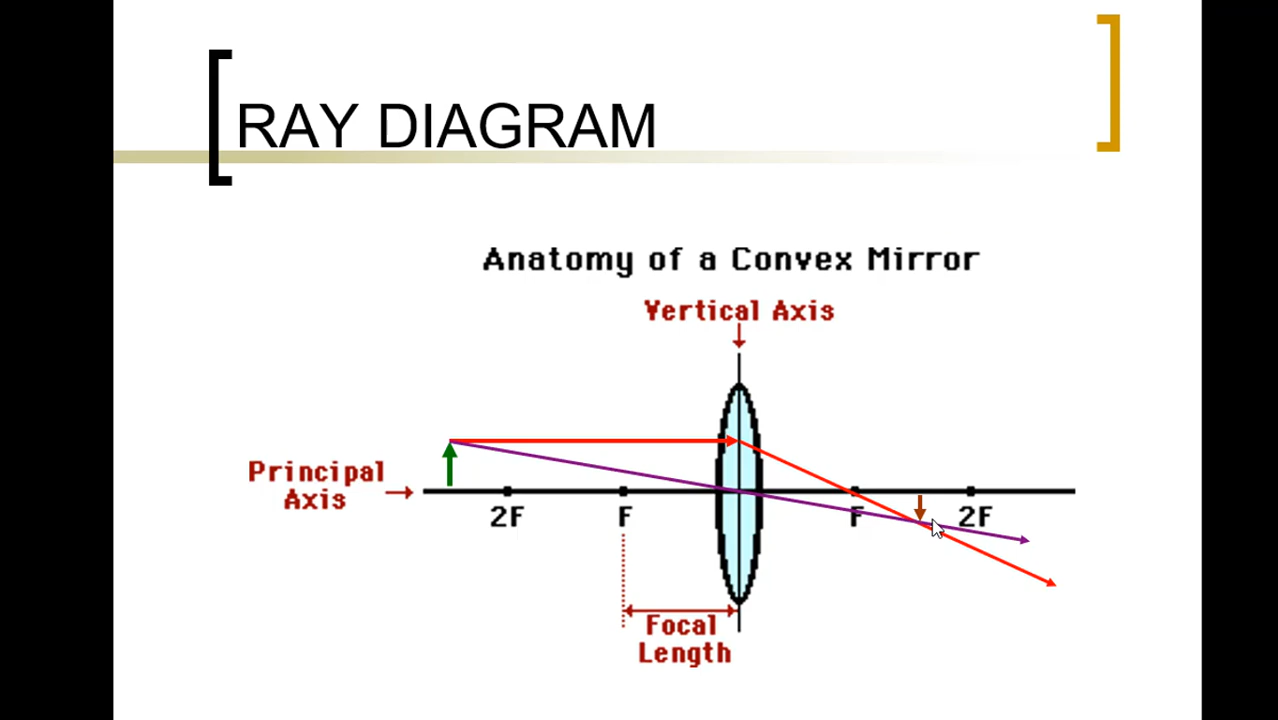 RAY DIAGRAM
Anatomy of a Convex Mirror
Vertical Axis
Principal
Axis
2F
F
F
2F
Focal
Length